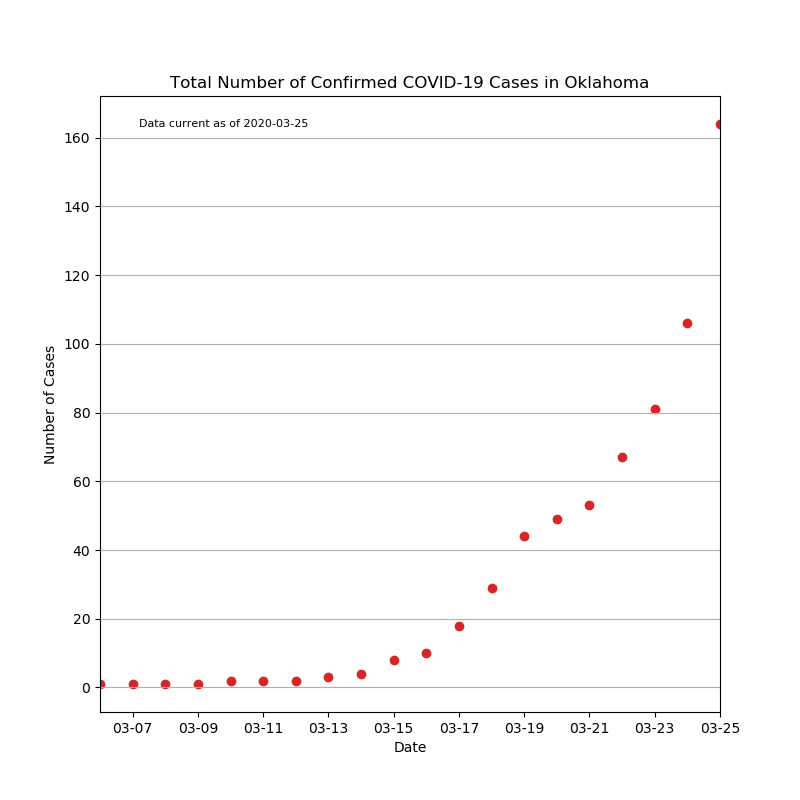 Total Number of Confirmed COVID-19 Cases in Oklahoma
Data current as of 2020-03-25
160
140
120
100
80
60
40
20
0
Number of Cases
03-07 03-09 03-11 03-13 03-15 03-17 03-19 03-21 03-23 03-25
Date